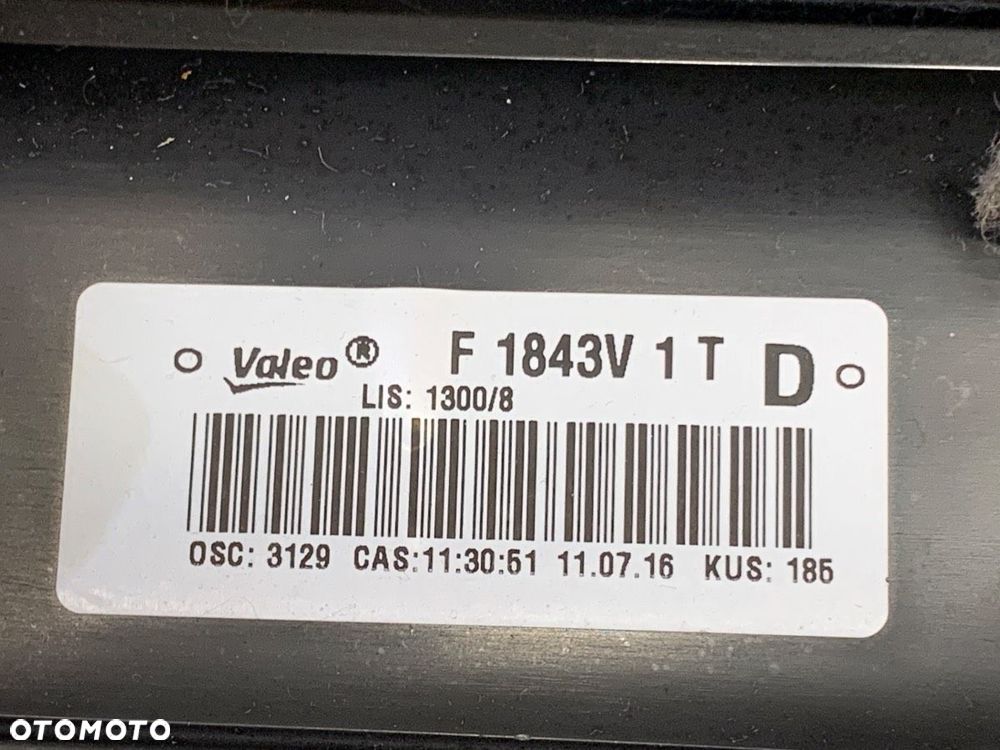 Valeo® F 1843V 1 T D
LIS: 1300/8
OSC: 3129 CAS:11:30:51 11.07.16 KUS: 185
OTOMOTO